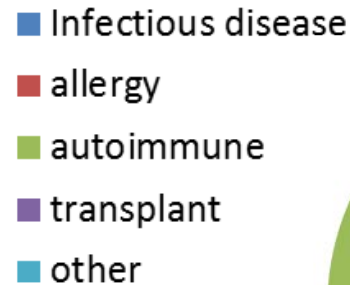 Infectious disease
allergy
autoimmune
transplant
other